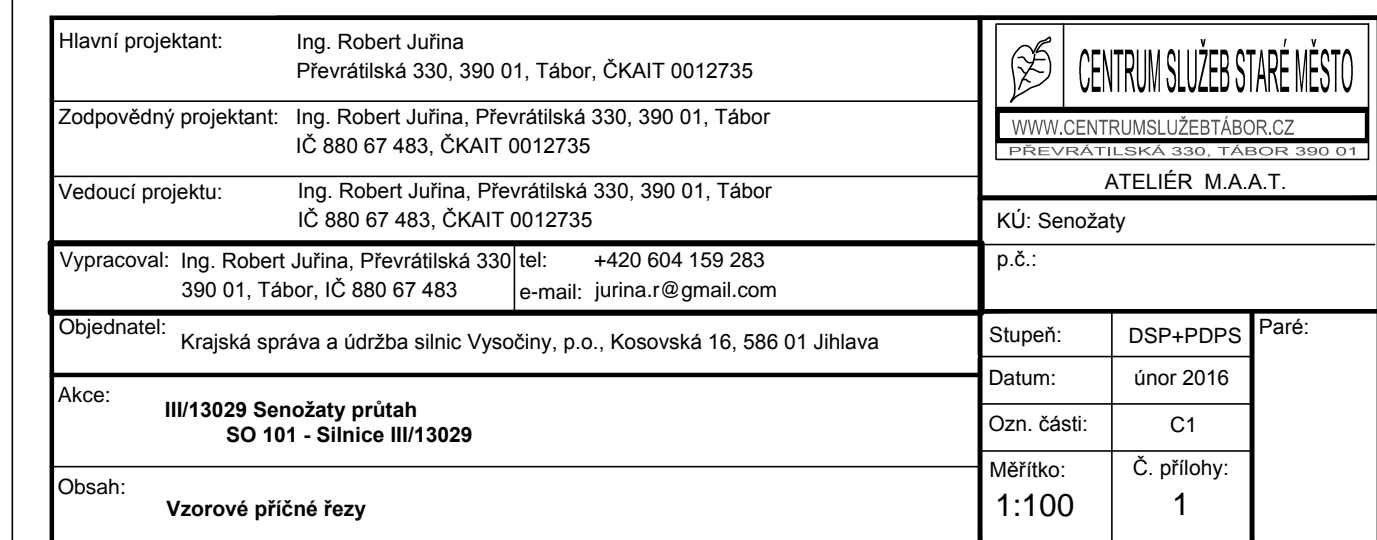 Hlavní projektant: Ing. Robert Juřina
Převrátilská 330, 390 01, Tábor, ČKAIT 0012735
Zodpovědný projektant: Ing. Robert Juřina, Převrátilská 330, 390 01, Tábor
IČ 880 67 483, ČKAIT 0012735
Vedoucí projektu: Ing. Robert Juřina, Převrátilská 330, 390 01, Tábor
IČ 880 67 483, ČKAIT 0012735
Vypracoval: Ing. Robert Juřina, Převrátilská 330
390 01, Tábor, IČ 880 67 483
tel: +420 604 159 283
e-mail: jurina.r@gmail.com
Objednatel: Krajská správa a údržba silnic Vysočiny, p.o., Kosovská 16, 586 01 Jihlava
Akce:
III/13029 Senožaty průtah
SO 101 - Silnice III/13029
Obsah:
Vzorové příčné řezy
CENTRUM SLUŽEB STARÉ MĚSTO
WWW.CENTRUMSLUŽEBTÁBOR.CZ
PŘEVRÁTILSKÁ 330, TÁBOR 390 01
ATELIÉR M.A.A.T.
KÚ: Senožaty
p.č.:
Stupeň: DSP+PDPS
Datum: únor 2016
Ozn. části: C1
Měřítko:
1:100
Č. přílohy:
1
Paré: